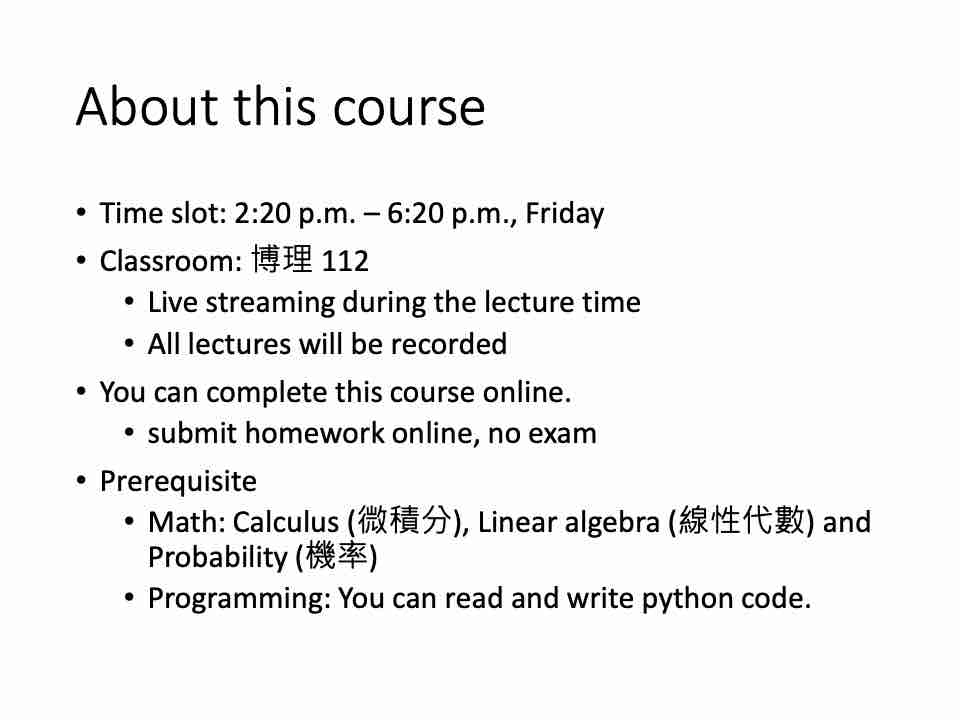 About this course
• Time slot: 2:20 p.m. – 6:20 p.m., Friday
• Classroom: 博理 112
• Live streaming during the lecture time
• All lectures will be recorded
• You can complete this course online.
• submit homework online, no exam
• Prerequisite
• Math: Calculus (微積分), Linear algebra (線性代數) and
Probability (機率)
• Programming: You can read and write python code.